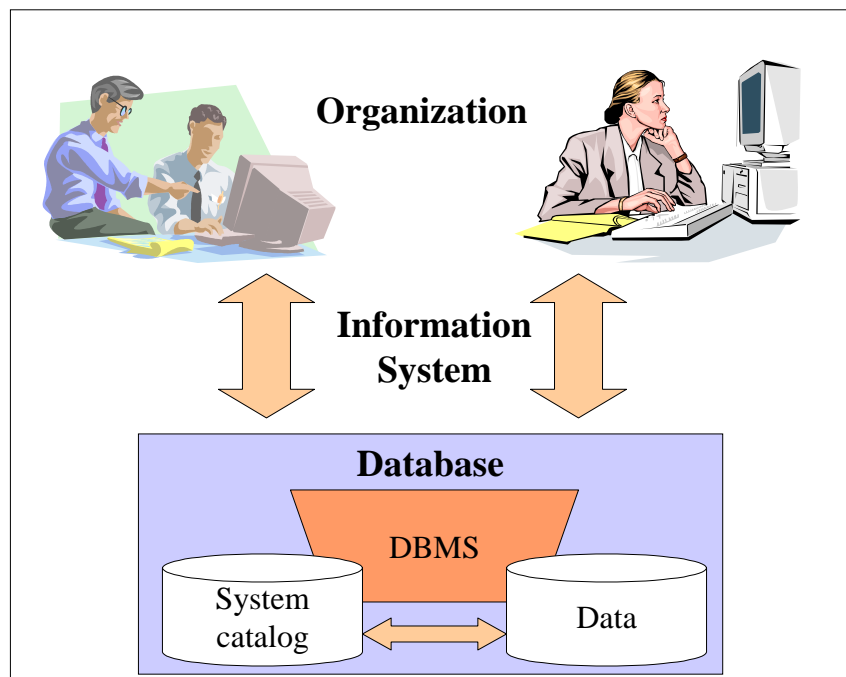 Organization
Information
System
Database
DBMS
System
catalog
Data